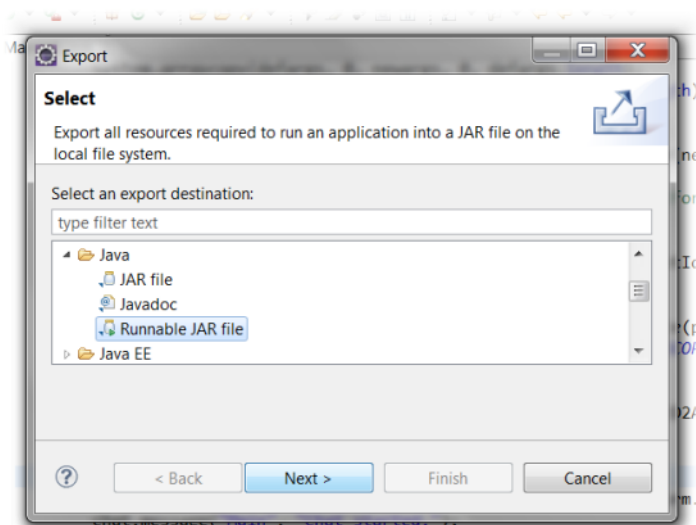 Ma
Export
Select
Export all resources required to run an application into a JAR file on the
local file system.
Select an export destination:
type filter text
Java
JAR file
Javadoc
Runnable JAR file
Java EE
< Back
Next >
Finish
Cancel